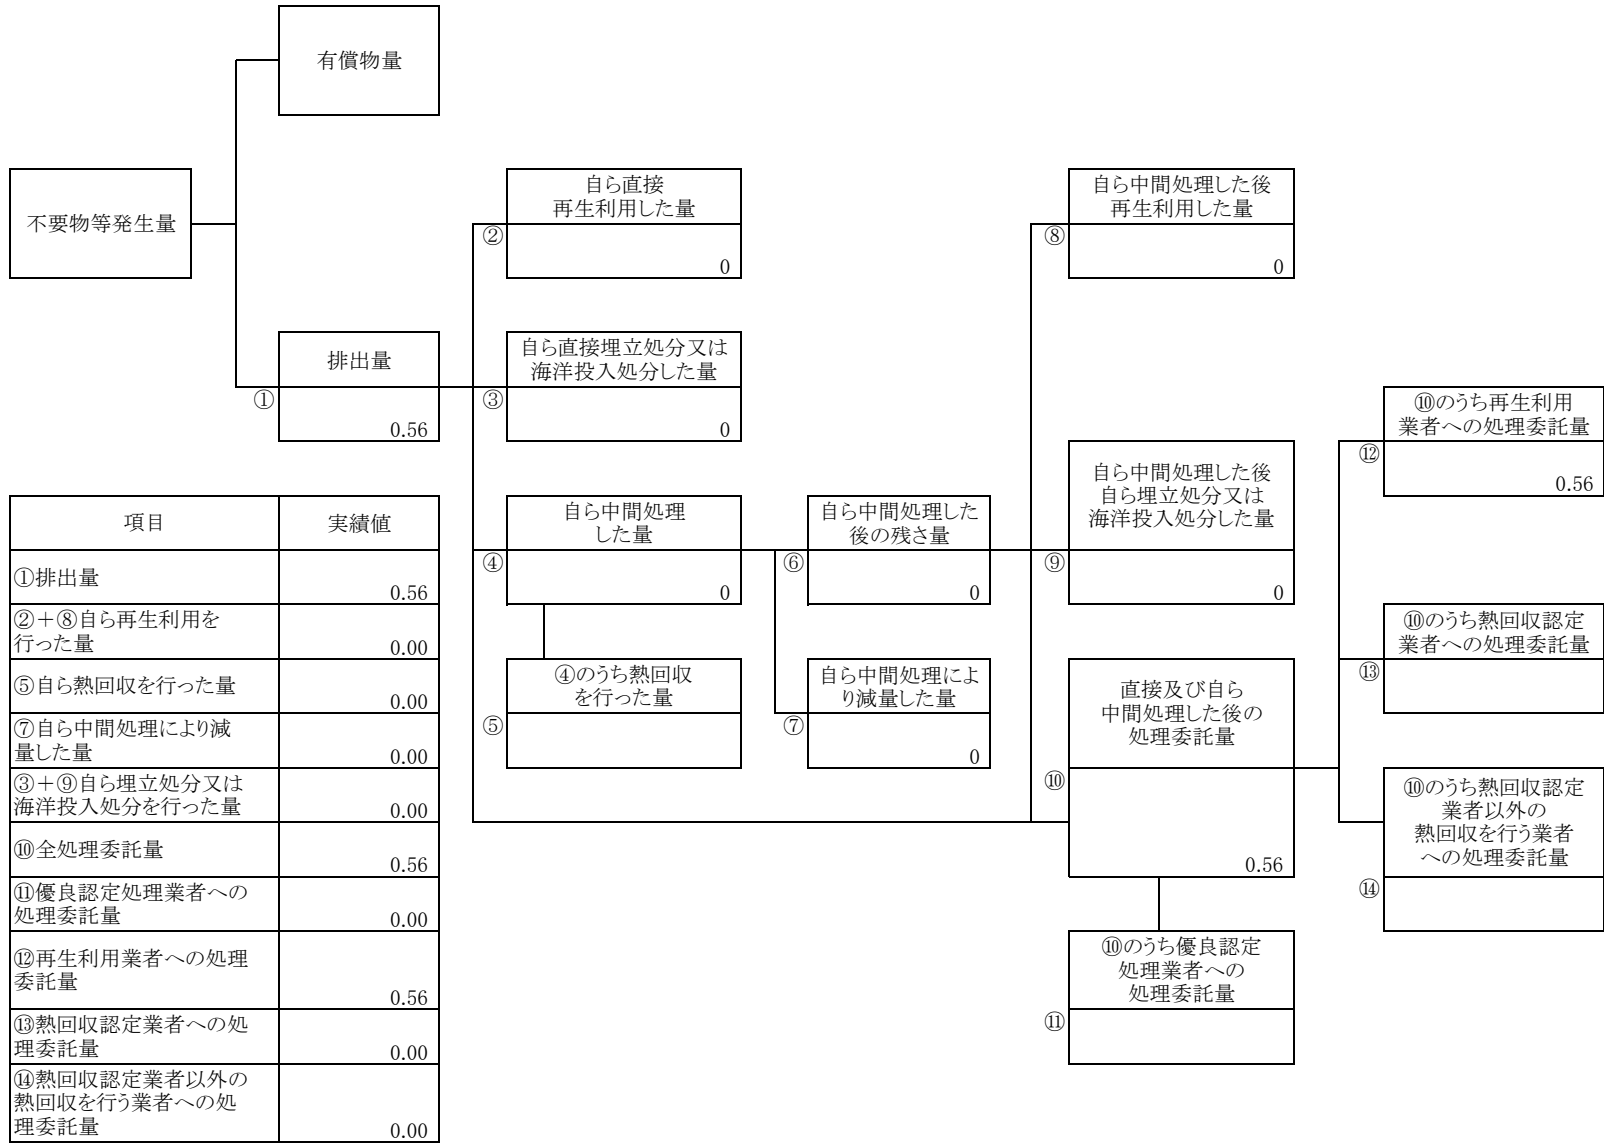 有償物量
不要物等発生量
自ら直接
再生利用した量
②
0
自ら中間処理した後
再生利用した量
⑧
0
排出量
①
0.56
自ら直接埋立処分又は
海洋投入処分した量
③
0
⑩のうち再生利用
業者への処理委託量
⑫
0.56
自ら中間処理
した量
④
0
自ら中間処理した
後の残さ量
⑥
0
自ら中間処理した後
自ら埋立処分又は
海洋投入処分した量
⑨
0
⑩のうち熱回収認定
業者への処理委託量
⑬
④のうち熱回収
を行った量
⑤
自ら中間処理によ
り減量した量
⑦
0
直接及び自ら
中間処理した後の
処理委託量
⑩
0.56
⑩のうち熱回収認定
業者以外の
熱回収を行う業者
への処理委託量
⑭
⑩のうち優良認定
処理業者への
処理委託量
⑪
項目
実績値
①排出量
0.56
②＋⑧自ら再生利用を
行った量
0.00
⑤自ら熱回収を行った量
0.00
⑦自ら中間処理により減
量した量
0.00
③＋⑨自ら埋立処分又は
海洋投入処分を行った量
0.00
⑩全処理委託量
0.56
⑪優良認定処理業者への
処理委託量
0.00
⑫再生利用業者への処理
委託量
0.56
⑬熱回収認定業者への処
理委託量
0.00
⑭熱回収認定業者以外の
熱回収を行う業者への処
理委託量
0.00